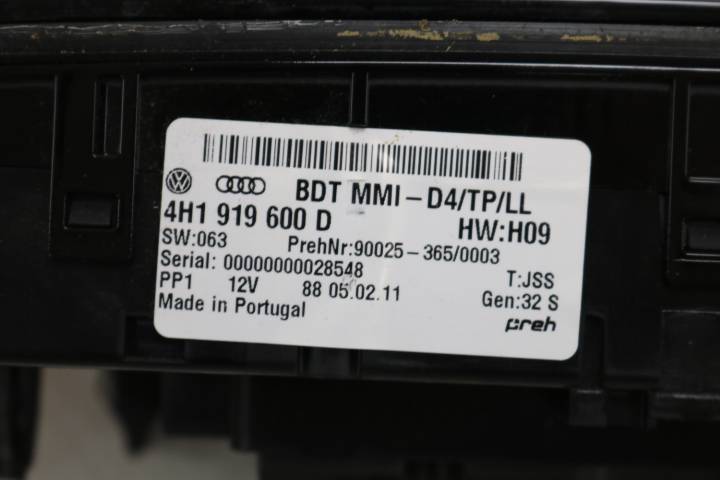 BDT MMI-D4/TP/LL
4H1 919 600 D HW:H09
SW:063 PrehNr:90025-365/0003
Serial: 00000000028548 T:JSS
PP1 12V 88 05.02.11 Gen:32 S
Made in Portugal preh